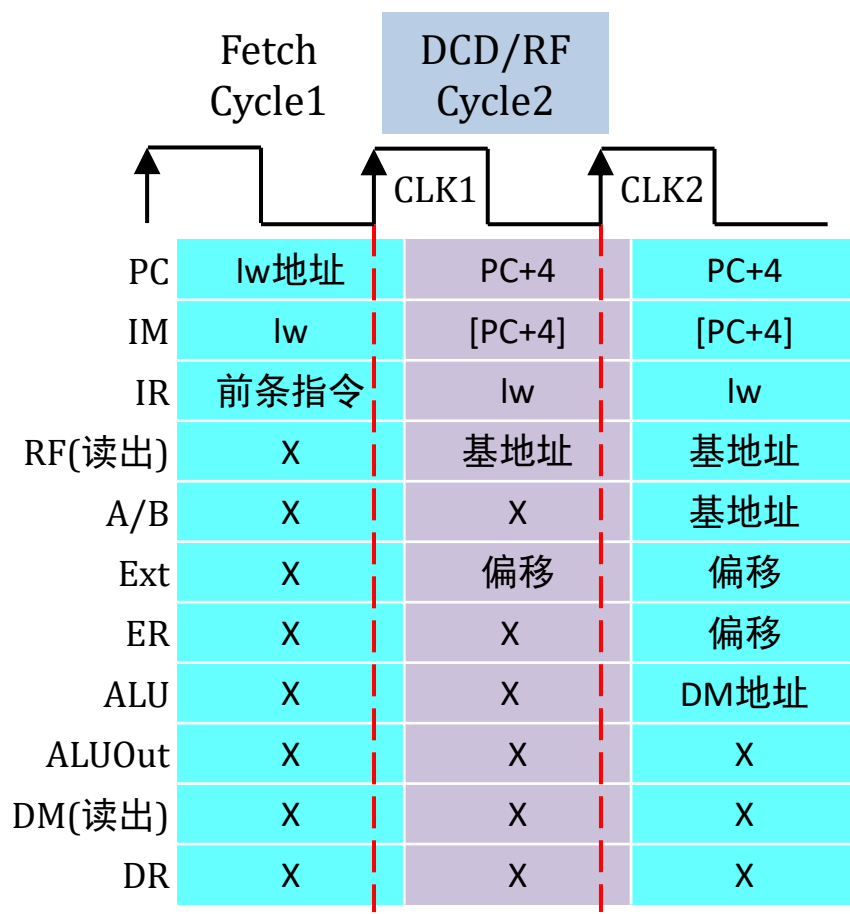 Fetch DCD/RF
Cycle1 Cycle2
CLK1 CLK2
PC lw地址 PC+4 PC+4
IM lw [PC+4] [PC+4]
IR 前条指令 lw lw
RF(读出) X 基地址 基地址
A/B X X 基地址
Ext X 偏移 偏移
ER X X 偏移
ALU X X DM地址
ALUOut X X X
DM(读出) X X X
DR X X X